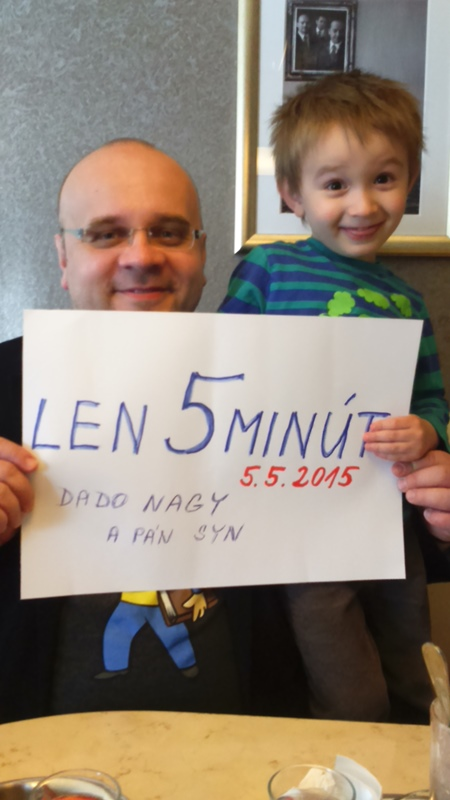 LEN 5 MINÚT
5.5.2015
DADO NAGY
A PÁN SYN